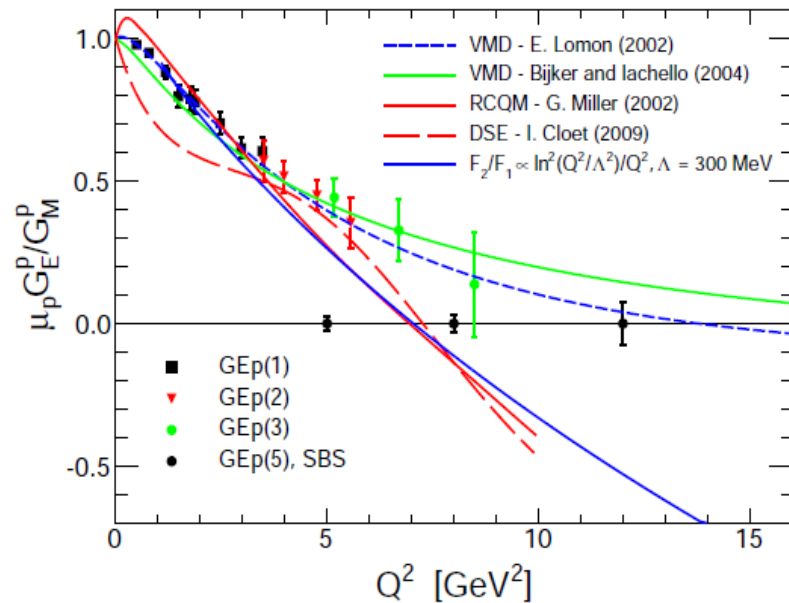 VMD - E. Lomon (2002)
VMD - Bijker and Iachello (2004)
RCQM - G. Miller (2002)
DSE - I. Cloet (2009)
F₂/F₁ ∝ ln²(Q²/Λ²)/Q², Λ = 300 MeV
μₚGᴱᵖ/Gᴹᵖ
1.0
0.5
0.0
-0.5
GEp(1)
GEp(2)
GEp(3)
GEp(5), SBS
0 5 10 15
Q² [GeV²]